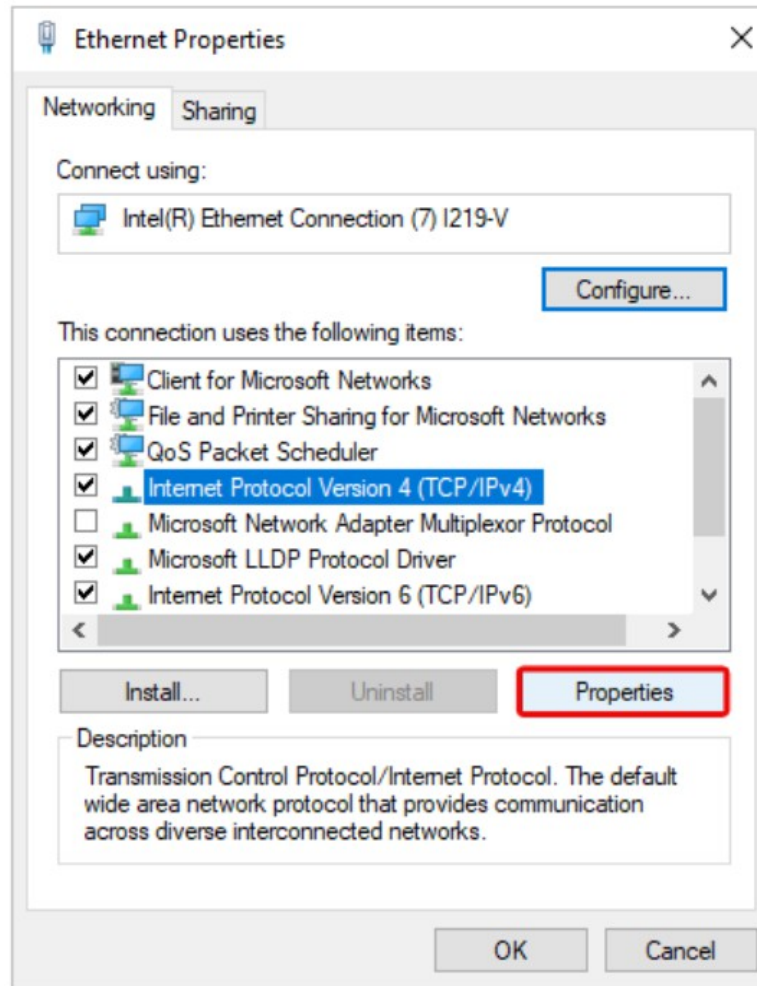 Ethernet Properties
Networking
Sharing
Connect using:
Intel(R) Ethernet Connection (7) I219-V
Configure...
This connection uses the following items:
Client for Microsoft Networks
File and Printer Sharing for Microsoft Networks
QoS Packet Scheduler
Internet Protocol Version 4 (TCP/IPv4)
Microsoft Network Adapter Multiplexor Protocol
Microsoft LLDP Protocol Driver
Internet Protocol Version 6 (TCP/IPv6)
Install...
Uninstall
Properties
Description
Transmission Control Protocol/Internet Protocol. The default
wide area network protocol that provides communication
across diverse interconnected networks.
OK
Cancel